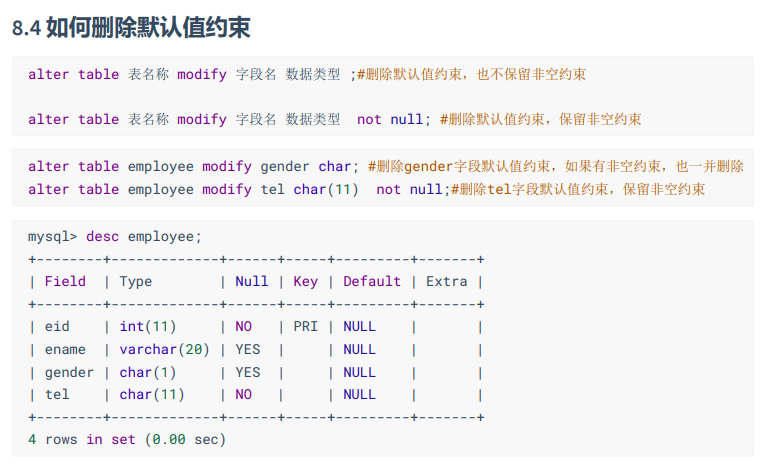 8.4 如何删除默认值约束
alter table 表名称 modify 字段名 数据类型 ;#删除默认值约束，也不保留非空约束
alter table 表名称 modify 字段名 数据类型  not null; #删除默认值约束，保留非空约束
alter table employee modify gender char; #删除gender字段默认值约束，如果有非空约束，也一并删除
alter table employee modify tel char(11)  not null;#删除tel字段默认值约束，保留非空约束
mysql> desc employee;
+--------+-------------+------+-----+---------+-------+
| Field  | Type        | Null | Key | Default | Extra |
+--------+-------------+------+-----+---------+-------+
| eid    | int(11)     | NO   | PRI | NULL    |       |
| ename  | varchar(20) | YES  |     | NULL    |       |
| gender | char(1)     | YES  |     | NULL    |       |
| tel    | char(11)    | NO   |     | NULL    |       |
+--------+-------------+------+-----+---------+-------+
4 rows in set (0.00 sec)